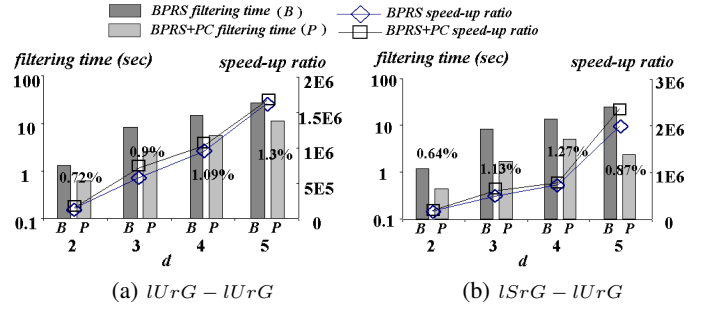 BPRS filtering time (B)
BPRS speed-up ratio
BPRS+PC filtering time (P)
BPRS+PC speed-up ratio
filtering time (sec)
speed-up ratio
100
10
1
0.1
2E6
1.5E6
1E6
5E5
0
0.72%
0.9%
1.09%
1.3%
B P B P B P B P
2 3 4 5
d
(a) lUrG − lUrG
filtering time (sec)
speed-up ratio
100
10
1
0.1
3E6
2E6
1E6
0
0.64%
1.13%
1.27%
0.87%
B P B P B P B P
2 3 4 5
d
(b) lSrG − lUrG